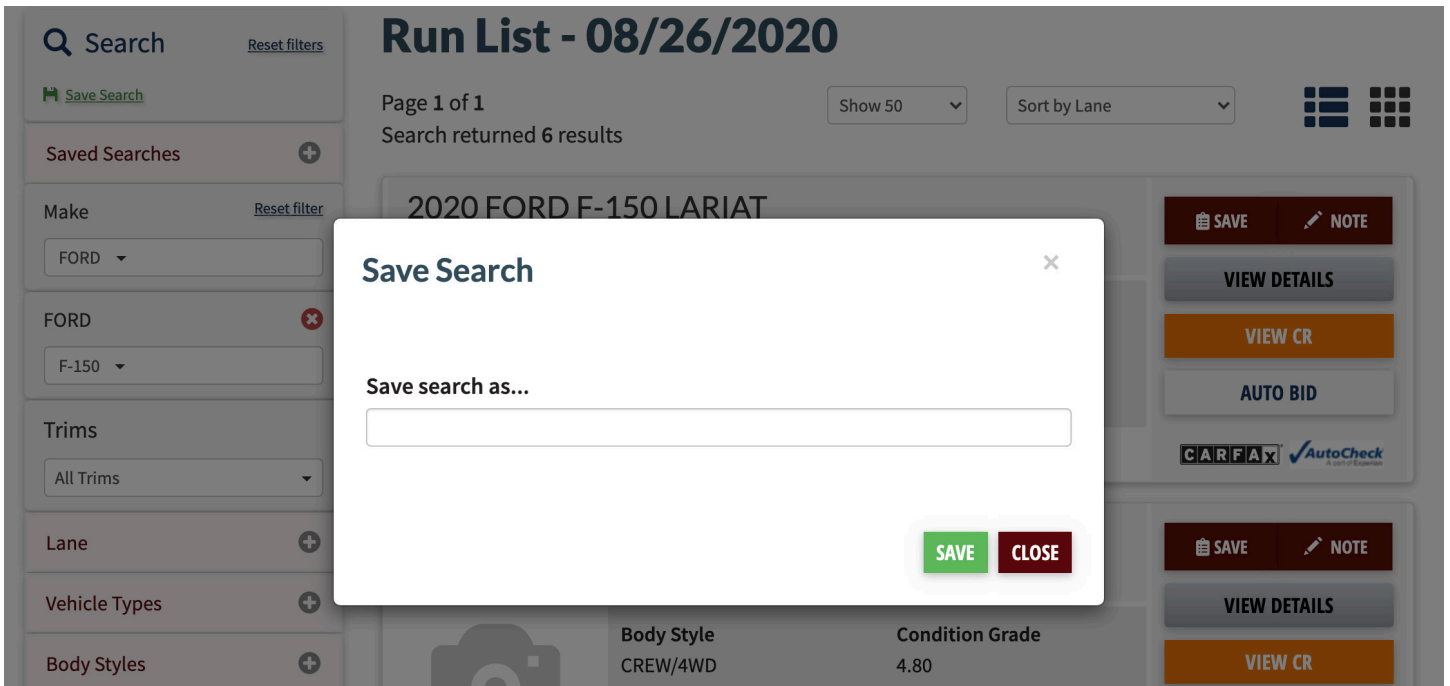 Search
Reset filters
Save Search
Saved Searches
Make
Reset filter
FORD
FORD
F-150
Trims
All Trims
Lane
Vehicle Types
Body Styles
Run List - 08/26/2020
Page 1 of 1
Show 50
Sort by Lane
Search returned 6 results
2020 FORD F-150 LARIAT
Save Search
×
Save search as...
SAVE
CLOSE
Body Style
Condition Grade
CREW/4WD
4.80
SAVE
NOTE
VIEW DETAILS
VIEW CR
AUTO BID
CARFAX
AutoCheck
A part of Experian
SAVE
NOTE
VIEW DETAILS
VIEW CR